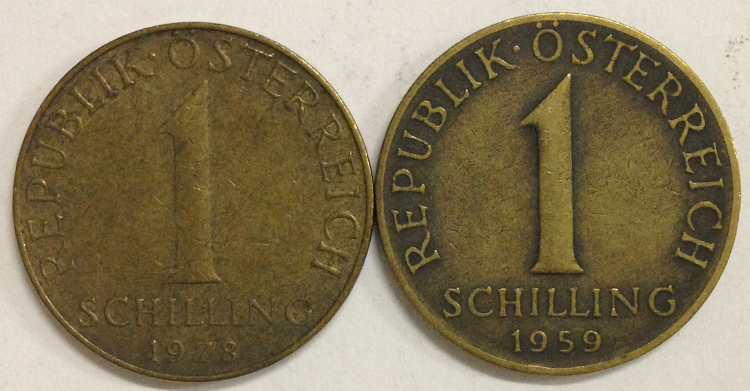 REPUBLIK · ÖSTERREICH
1
SCHILLING
1978
REPUBLIK · ÖSTERREICH
1
SCHILLING
1959